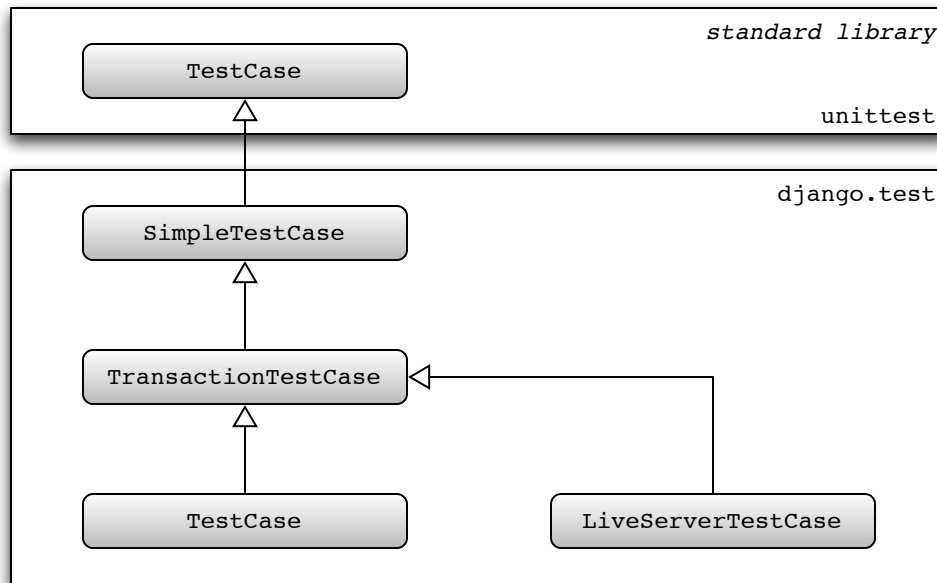 standard library
TestCase
unittest
django.test
SimpleTestCase
TransactionTestCase
TestCase
LiveServerTestCase